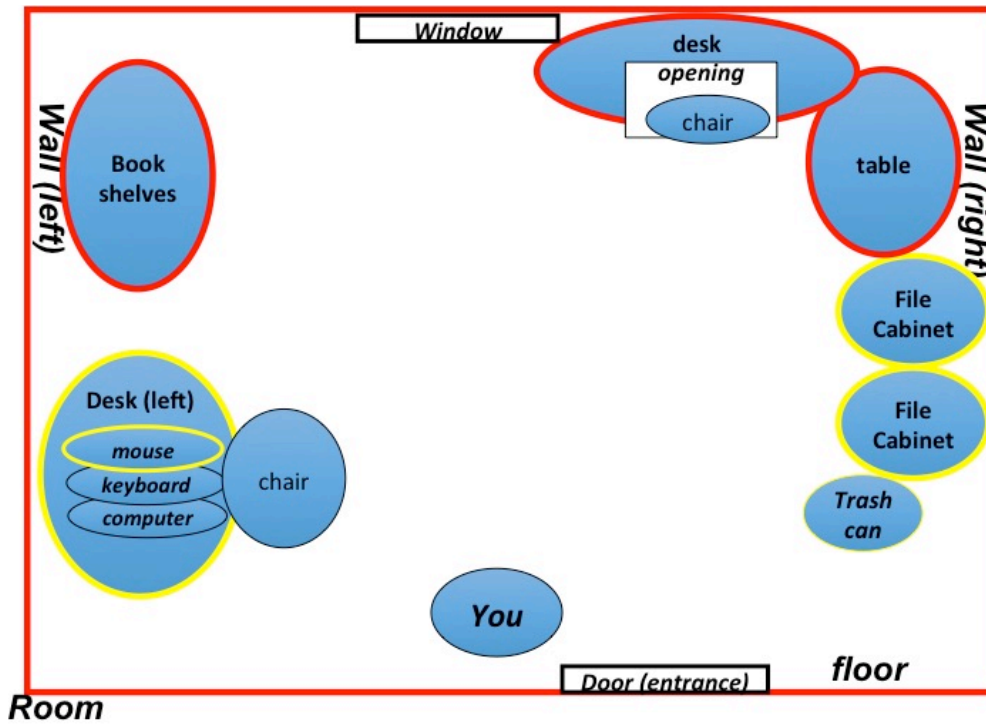 Window
desk
opening
chair
Wall (left)
Book
shelves
table
Wall (right)
File
Cabinet
Desk (left)
mouse
keyboard
computer
chair
File
Cabinet
Trash
can
You
floor
Door (entrance)
Room